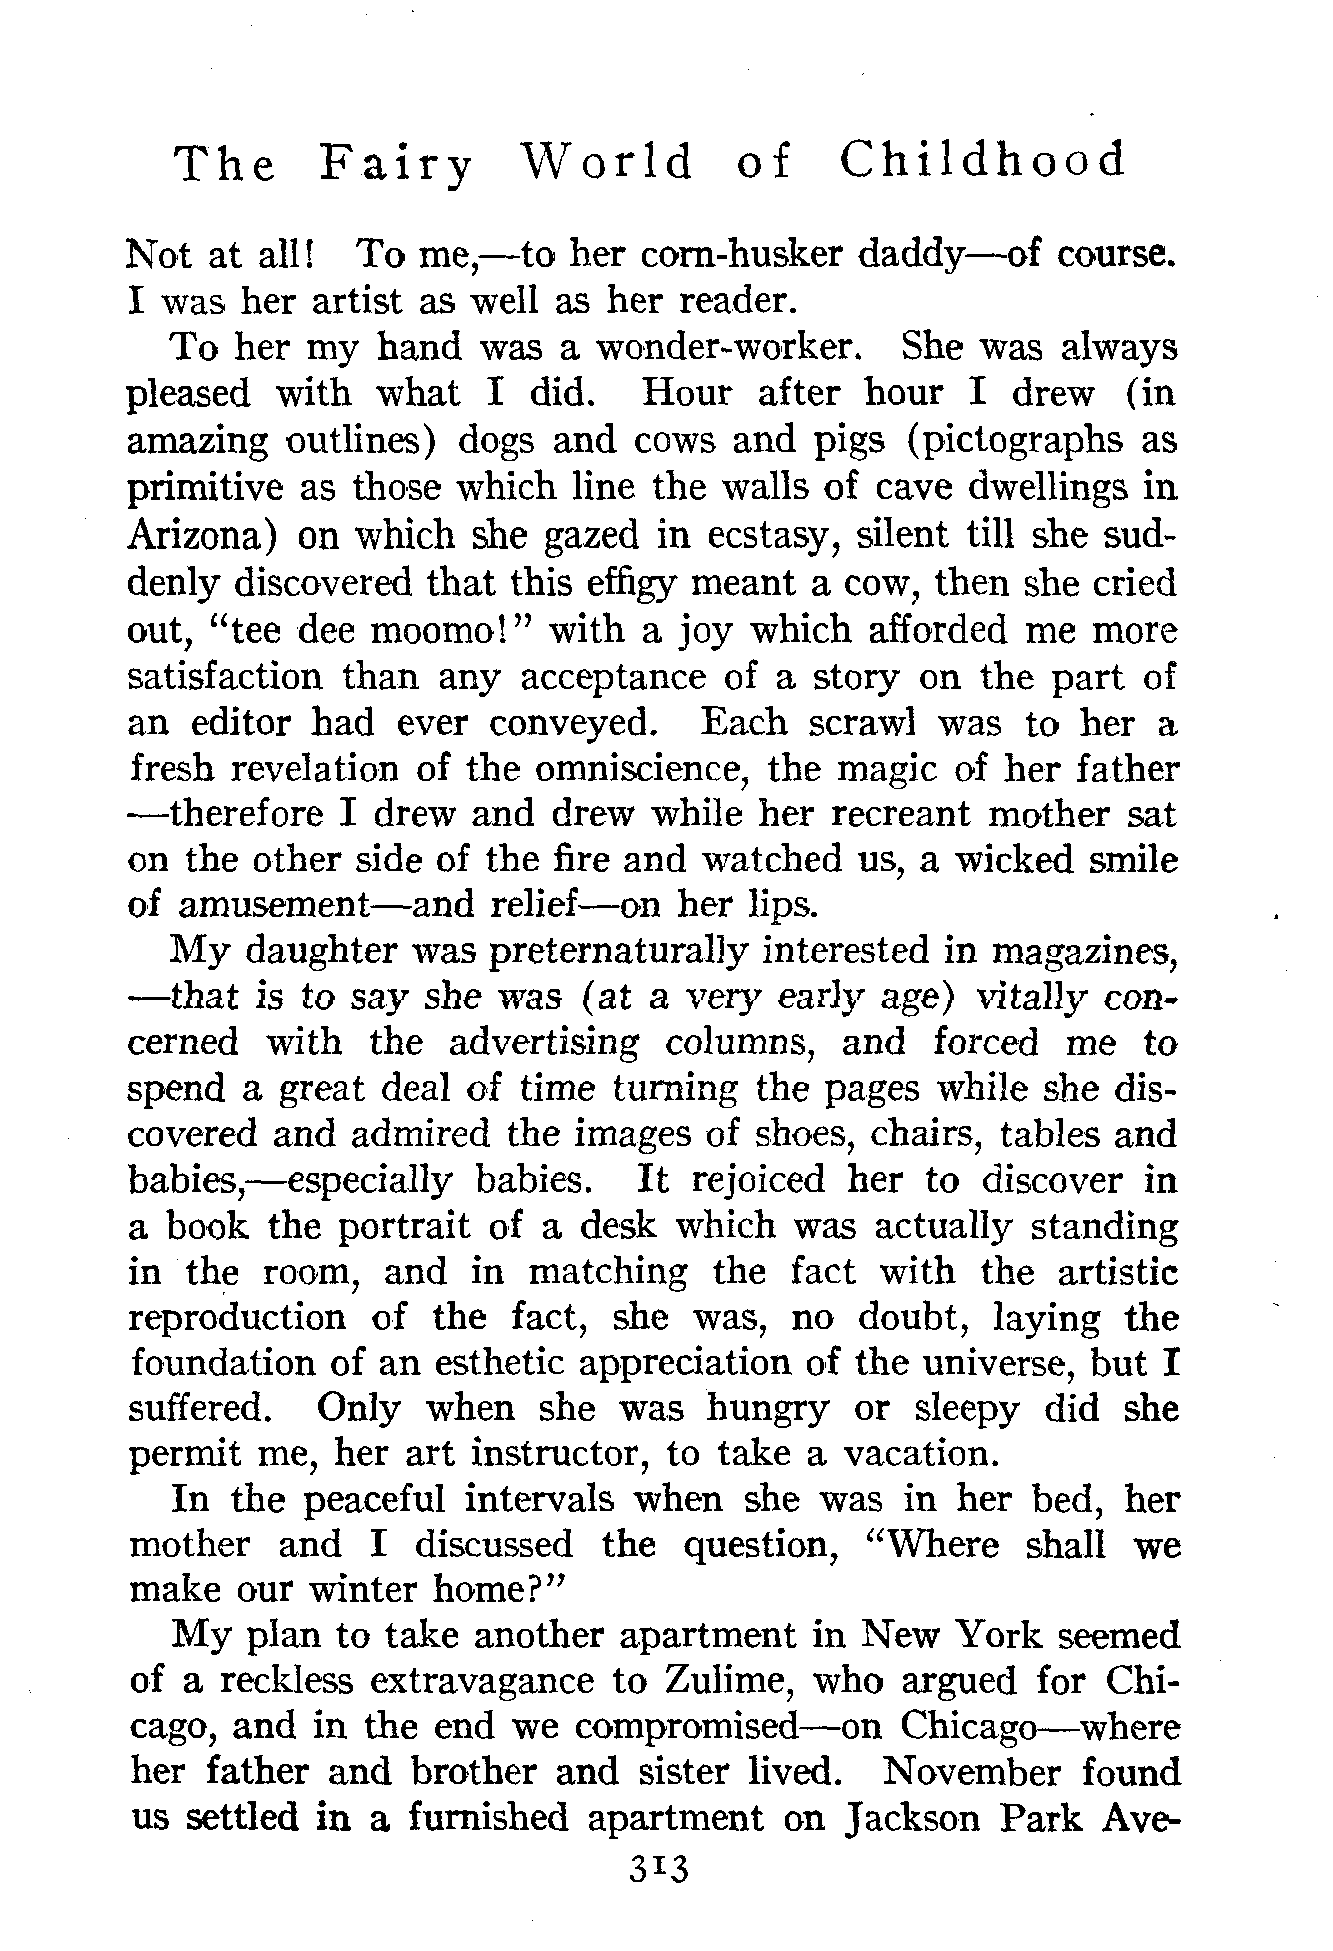 The Fairy World of Childhood
Not at all! To me,—to her corn-husker daddy—of course.
I was her artist as well as her reader.
To her my hand was a wonder-worker. She was always
pleased with what I did. Hour after hour I drew (in
amazing outlines) dogs and cows and pigs (pictographs as
primitive as those which line the walls of cave dwellings in
Arizona) on which she gazed in ecstasy, silent till she sud-
denly discovered that this effigy meant a cow, then she cried
out, "tee dee moomo!" with a joy which afforded me more
satisfaction than any acceptance of a story on the part of
an editor had ever conveyed. Each scrawl was to her a
fresh revelation of the omniscience, the magic of her father
—therefore I drew and drew while her recreant mother sat
on the other side of the fire and watched us, a wicked smile
of amusement—and relief—on her lips.
My daughter was preternaturally interested in magazines,
—that is to say she was (at a very early age) vitally con-
cerned with the advertising columns, and forced me to
spend a great deal of time turning the pages while she dis-
covered and admired the images of shoes, chairs, tables and
babies,—especially babies. It rejoiced her to discover in
a book the portrait of a desk which was actually standing
in the room, and in matching the fact with the artistic
reproduction of the fact, she was, no doubt, laying the
foundation of an esthetic appreciation of the universe, but I
suffered. Only when she was hungry or sleepy did she
permit me, her art instructor, to take a vacation.
In the peaceful intervals when she was in her bed, her
mother and I discussed the question, "Where shall we
make our winter home?"
My plan to take another apartment in New York seemed
of a reckless extravagance to Zulime, who argued for Chi-
cago, and in the end we compromised—on Chicago—where
her father and brother and sister lived. November found
us settled in a furnished apartment on Jackson Park Ave-
313